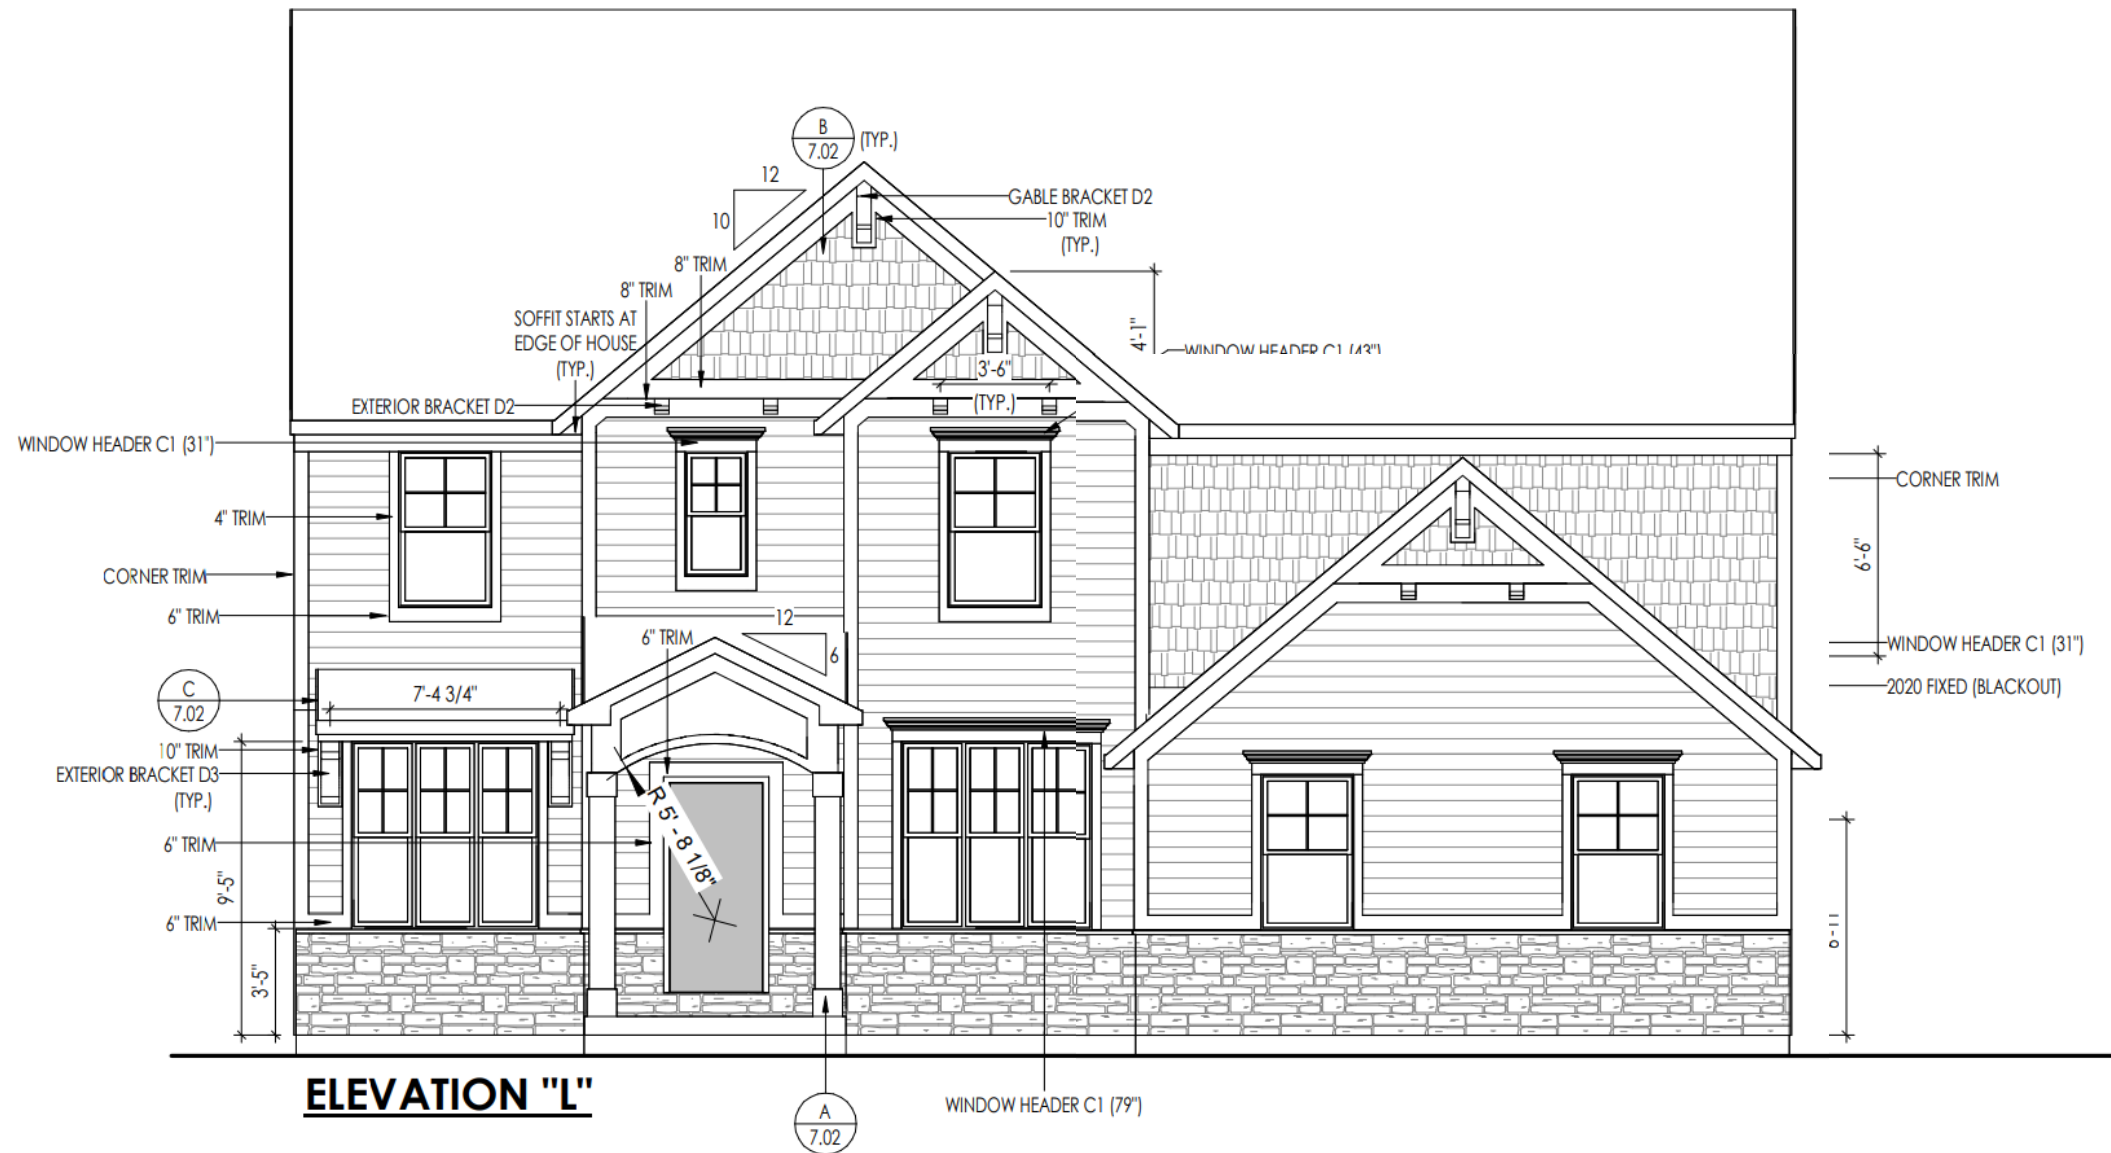 B
7.02
(TYP.)
12
10
GABLE BRACKET D2
10" TRIM
(TYP.)
8" TRIM
8" TRIM
SOFFIT STARTS AT
EDGE OF HOUSE
(TYP.)
4'-1"
WINDOW HEADER C1 (43")
3'-6"
(TYP.)
EXTERIOR BRACKET D2
WINDOW HEADER C1 (31")
CORNER TRIM
4" TRIM
6'-6"
CORNER TRIM
6" TRIM
12
6
6" TRIM
WINDOW HEADER C1 (31")
2020 FIXED (BLACKOUT)
C
7.02
7'-4 3/4"
10" TRIM
EXTERIOR BRACKET D3
(TYP.)
R 5' - 8 1/8"
6" TRIM
9'-5"
6" TRIM
3'-5"
ELEVATION "L"
A
7.02
WINDOW HEADER C1 (79")